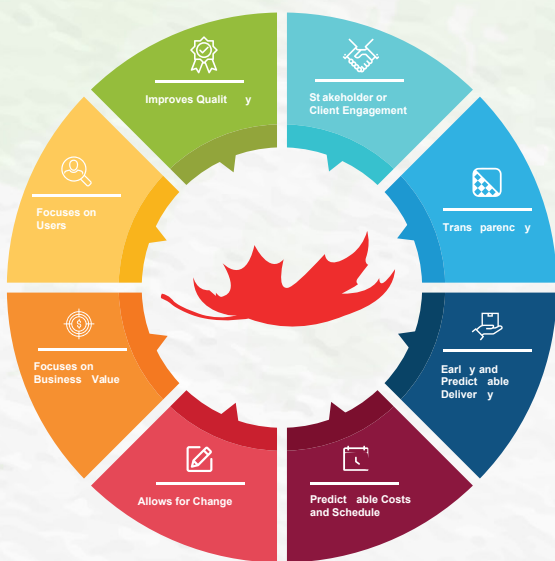 St akeholder or
Client Engagement
Trans parenc y
Earl y and
Predict able
Deliver y
Predict able Costs
and Schedule
Allows for Change
Focuses on
Business Value
Focuses on
Users
Improves Qualit y